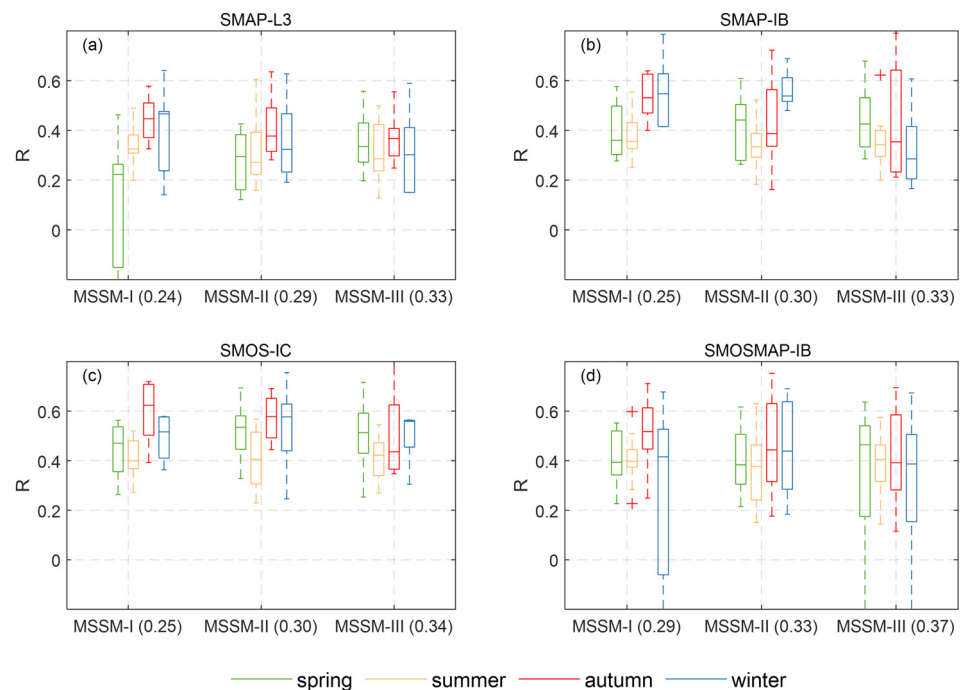 SMAP-L3
SMAP-IB
(a)
(b)
0.6
0.4
0.2
0
R
0.6
0.4
0.2
0
R
MSSM-I (0.24) MSSM-II (0.29) MSSM-III (0.33)
MSSM-I (0.25) MSSM-II (0.30) MSSM-III (0.33)
SMOS-IC
SMOSMAP-IB
(c)
(d)
0.6
0.4
0.2
0
R
0.6
0.4
0.2
0
R
MSSM-I (0.25) MSSM-II (0.30) MSSM-III (0.34)
MSSM-I (0.29) MSSM-II (0.33) MSSM-III (0.37)
spring summer autumn winter